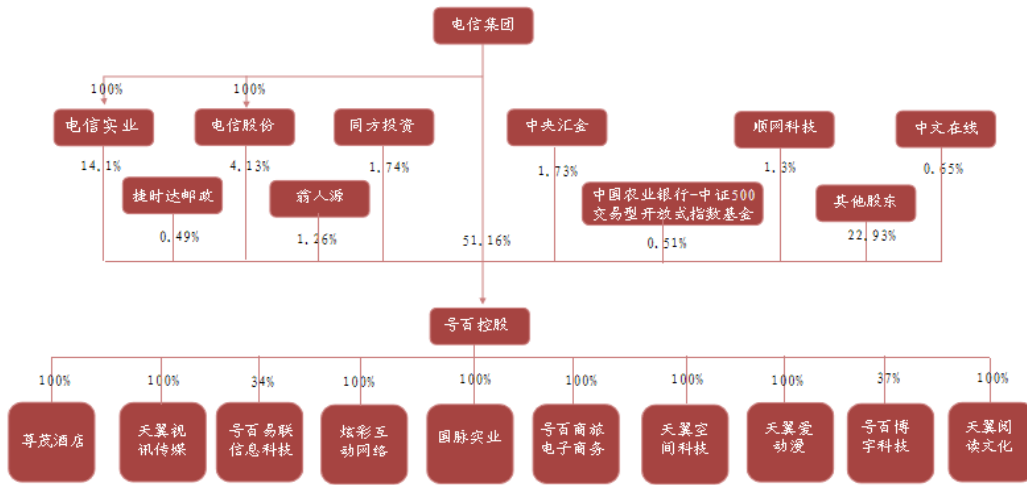 电信集团
100%
100%
电信实业
电信股份
同方投资
中央汇金
顺网科技
中文在线
14.1%
4.13%
1.74%
1.73%
1.3%
0.65%
捷时达邮政
翁人源
中国农业银行-中证500
交易型开放式指数基金
其他股东
0.49%
1.26%
51.16%
0.51%
22.93%
号百控股
100%
100%
34%
100%
100%
100%
100%
100%
37%
100%
尊茂酒店
天翼视
讯传媒
号百易联
信息科技
炫彩互
动网络
国脉实业
号百商旅
电子商务
天翼空
间科技
天翼爱
动漫
号百博
宇科技
天翼阅
读文化